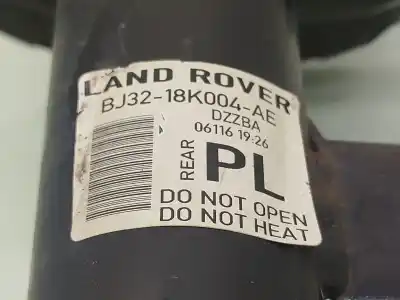 LAND ROVER
BJ32-18K004-AE
DZZBA
06116 19:26
REAR PL
DO NOT OPEN
DO NOT HEAT